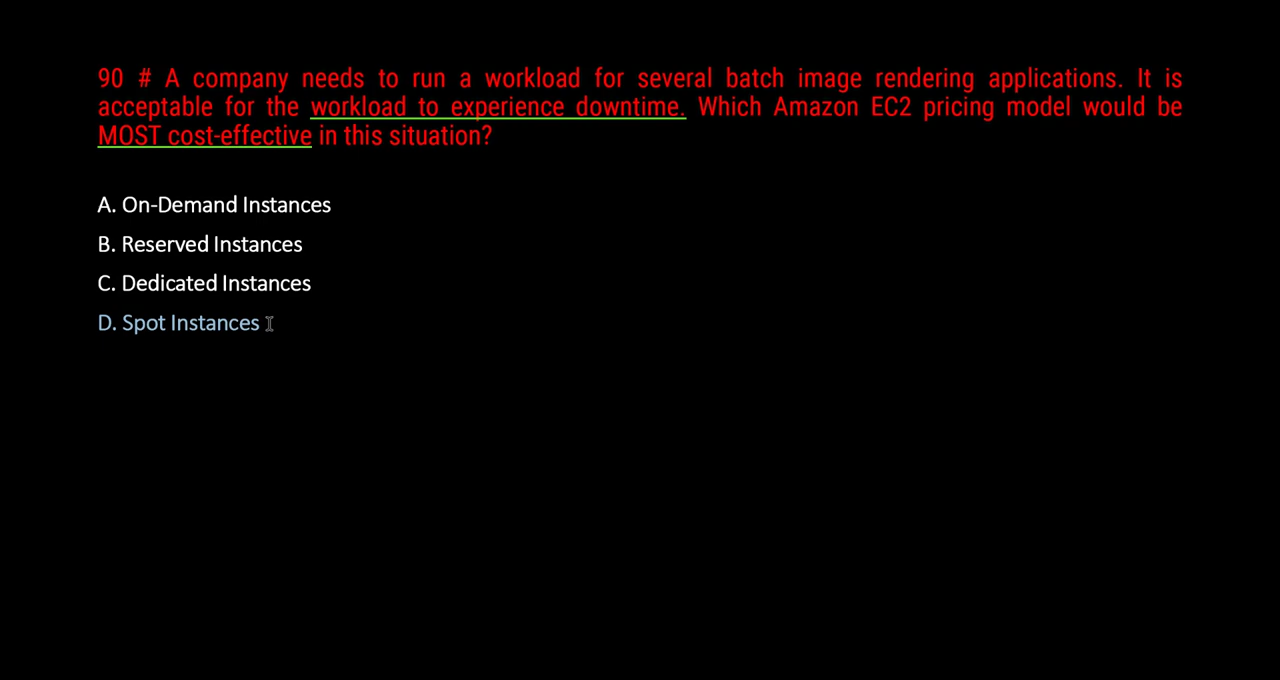 90 # A company needs to run a workload for several batch image rendering applications. It is
acceptable for the workload to experience downtime. Which Amazon EC2 pricing model would be
MOST cost-effective in this situation?
A. On-Demand Instances
B. Reserved Instances
C. Dedicated Instances
D. Spot Instances